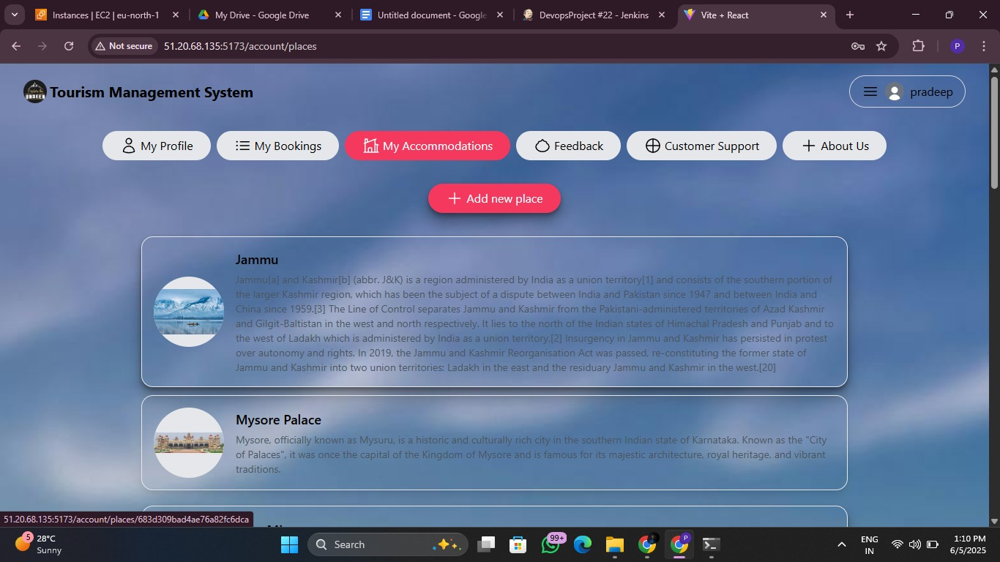 Instances | EC2 | eu-north-1
My Drive - Google Drive
Untitled document - Google
DevopsProject #22 - Jenkins
Vite + React
Not secure
51.20.68.135:5173/account/places
P
Tourism Management System
pradeep
My Profile
My Bookings
My Accommodations
Feedback
Customer Support
About Us
Add new place
Jammu
Jammu[a] and Kashmir[b] (abbr. J&K) is a region administered by India as a union territory[1] and consists of the southern portion of
the larger Kashmir region, which has been the subject of a dispute between India and Pakistan since 1947 and between India and
China since 1959.[3] The Line of Control separates Jammu and Kashmir from the Pakistani-administered territories of Azad Kashmir
and Gilgit-Baltistan in the west and north respectively. It lies to the north of the Indian states of Himachal Pradesh and Punjab and to
the west of Ladakh which is administered by India as a union territory.[2] Insurgency in Jammu and Kashmir has persisted in protest
over autonomy and rights. In 2019, the Jammu and Kashmir Reorganisation Act was passed, re-constituting the former state of
Jammu and Kashmir into two union territories: Ladakh in the east and the residuary Jammu and Kashmir in the west.[20]
Mysore Palace
Mysore, officially known as Mysuru, is a historic and culturally rich city in the southern Indian state of Karnataka. Known as the "City
of Palaces", it was once the capital of the Kingdom of Mysore and is famous for its majestic architecture, royal heritage, and vibrant
traditions.
51.20.68.135:5173/account/places/683d309bad4ae76a82fc6dca
5
28°C
Sunny
Search
99+
P
ENG
IN
1:10 PM
6/5/2025